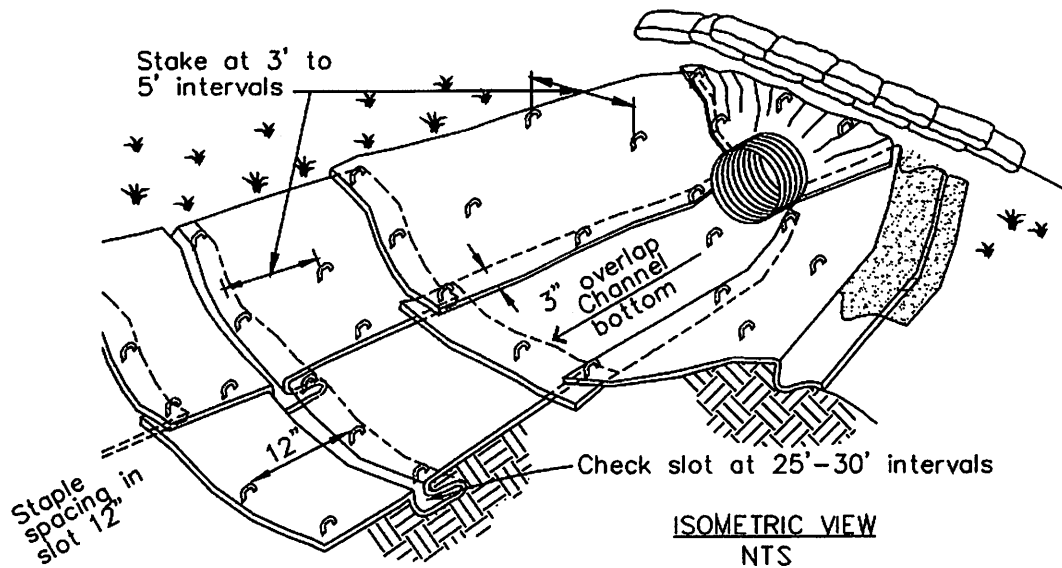 Stake at 3' to
5' intervals
3" overlap
Channel
bottom
12"
Staple
spacing in
slot 12"
Check slot at 25'-30' intervals
ISOMETRIC VIEW
NTS